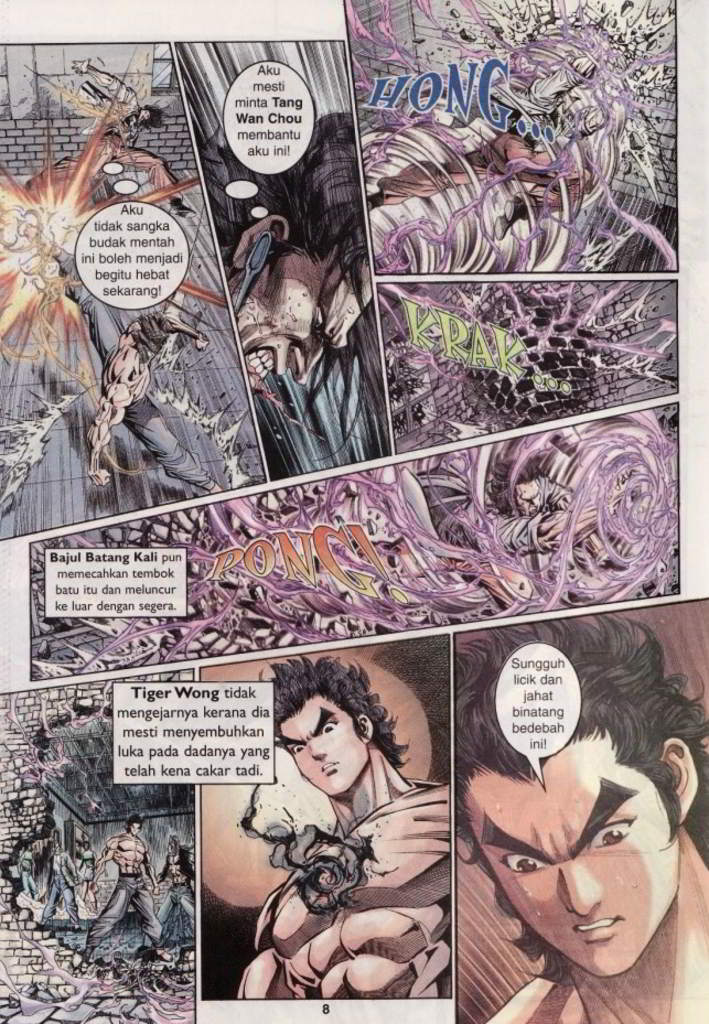 Aku
tidak sangka
budak mentah
ini boleh menjadi
begitu hebat
sekarang!
Aku
mesti
minta Tang
Wan Chou
membantu
aku ini!
HONG...
KRAK...
Bajul Batang Kali pun
memecahkan tembok
batu itu dan meluncur
ke luar dengan segera.
PONG!
Tiger Wong tidak
mengejarnya kerana dia
mesti menyembuhkan
luka pada dadanya yang
telah kena cakar tadi.
Sungguh
licik dan
jahat
binatang
bedebah
ini!
8